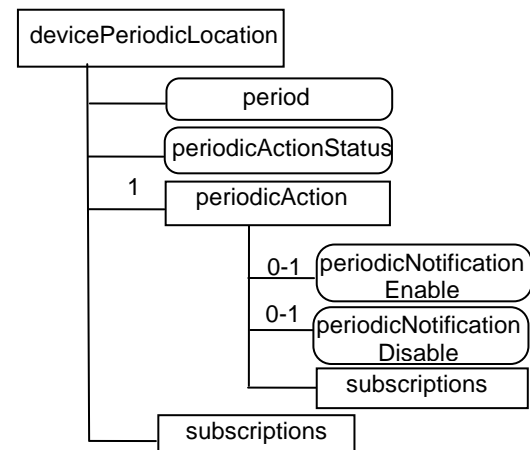 devicePeriodicLocation
period
periodicActionStatus
1
periodicAction
0-1
periodicNotification
Enable
0-1
periodicNotification
Disable
subscriptions
subscriptions